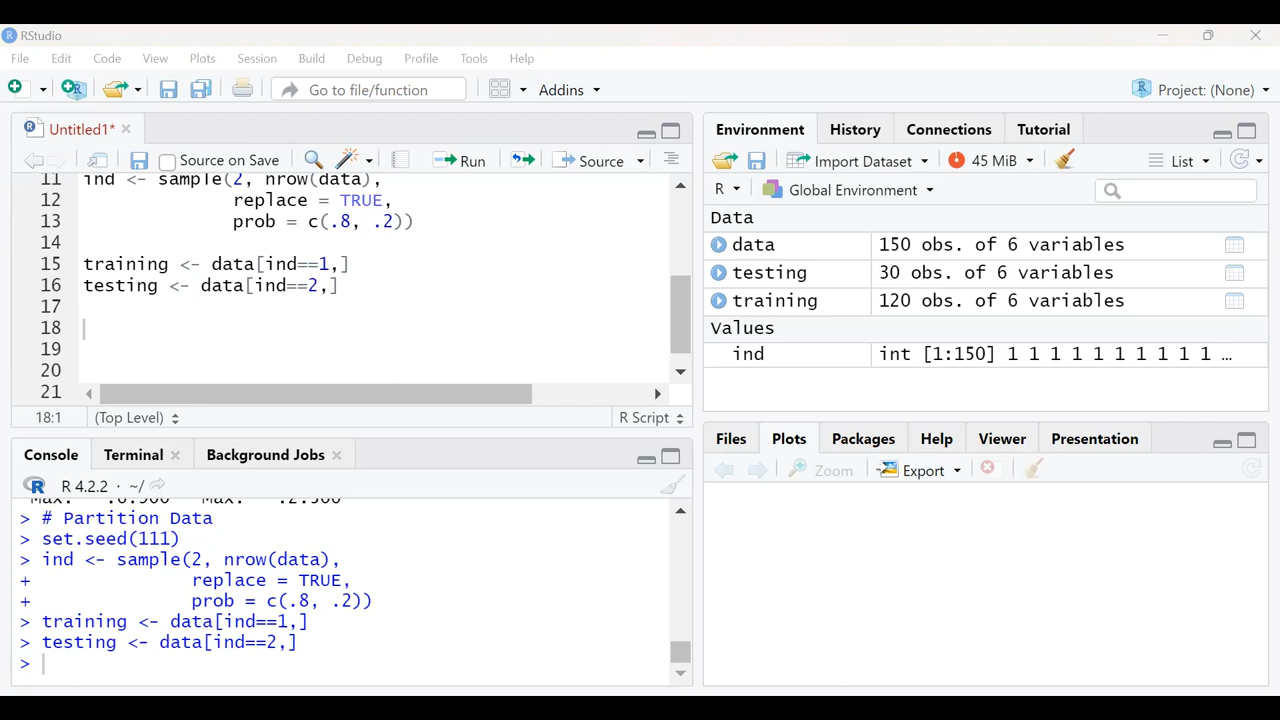 RStudio
File Edit Code View Plots Session Build Debug Profile Tools Help
Go to file/function Addins Project: (None)
Untitled1*
Source on Save Run Source
11 ind <- sample(2, nrow(data),
12 replace = TRUE,
13 prob = c(.8, .2))
14
15 training <- data[ind==1,]
16 testing <- data[ind==2,]
17
18
19
20
21
18:1 (Top Level) R Script
Console Terminal Background Jobs
R 4.2.2 · ~/
> # Partition Data
> set.seed(111)
> ind <- sample(2, nrow(data),
+ replace = TRUE,
+ prob = c(.8, .2))
> training <- data[ind==1,]
> testing <- data[ind==2,]
>
Environment History Connections Tutorial
Import Dataset 45 MiB List
R Global Environment
Data
data 150 obs. of 6 variables
testing 30 obs. of 6 variables
training 120 obs. of 6 variables
Values
ind int [1:150] 1 1 1 1 1 1 1 1 1 1 ...
Files Plots Packages Help Viewer Presentation
Zoom Export